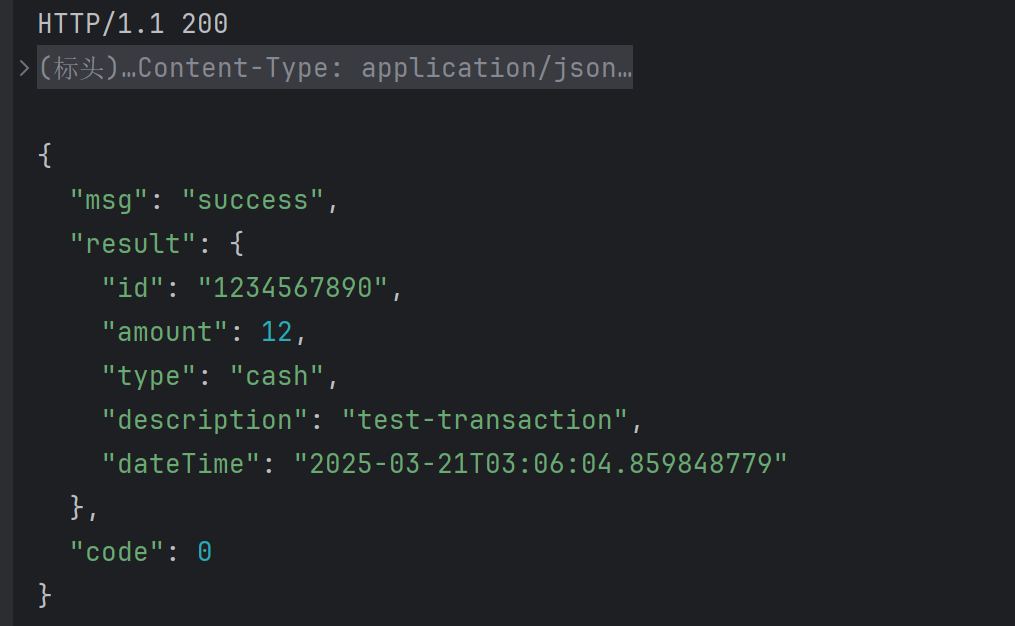 HTTP/1.1 200
(标头)…Content-Type: application/json…
{
"msg": "success",
"result": {
"id": "1234567890",
"amount": 12,
"type": "cash",
"description": "test-transaction",
"dateTime": "2025-03-21T03:06:04.859848779"
},
"code": 0
}